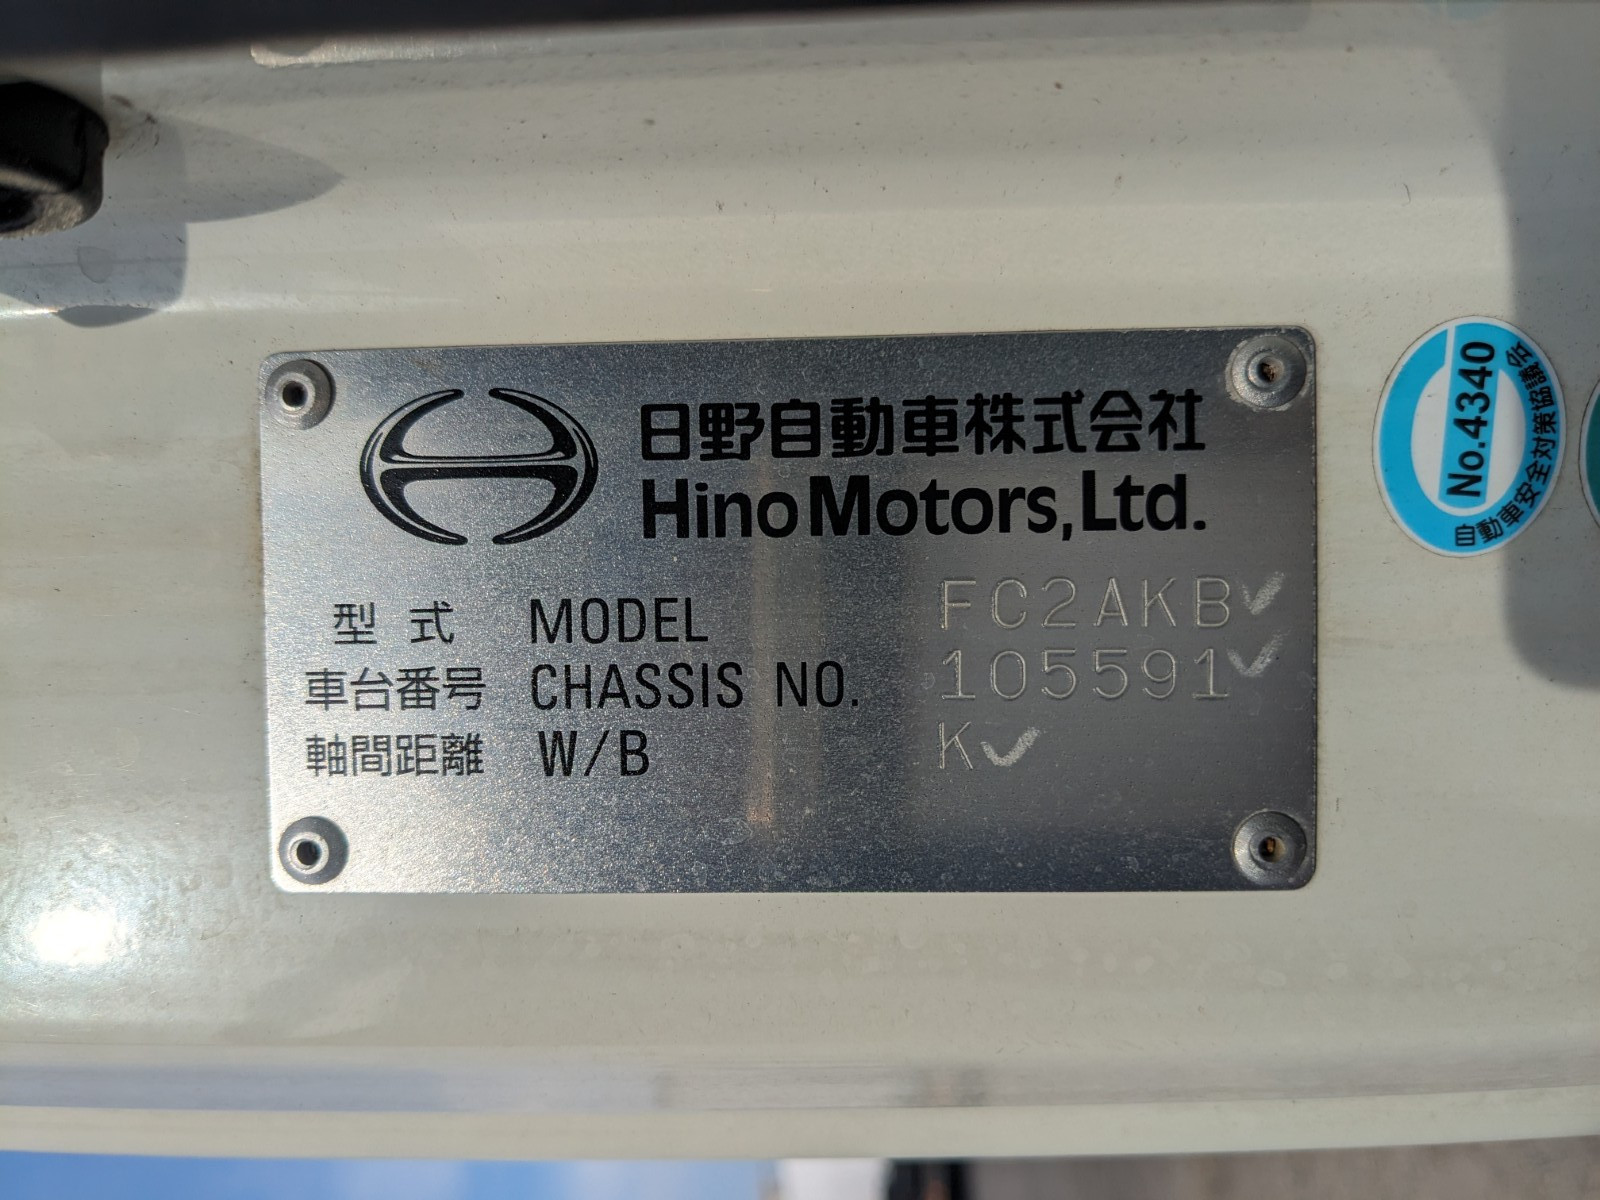 日野自動車株式会社
Hino Motors, Ltd.
型式 MODEL FC2AKB
車台番号 CHASSIS NO. 105591
軸間距離 W/B K
No.4340
自動車安全対策協議会